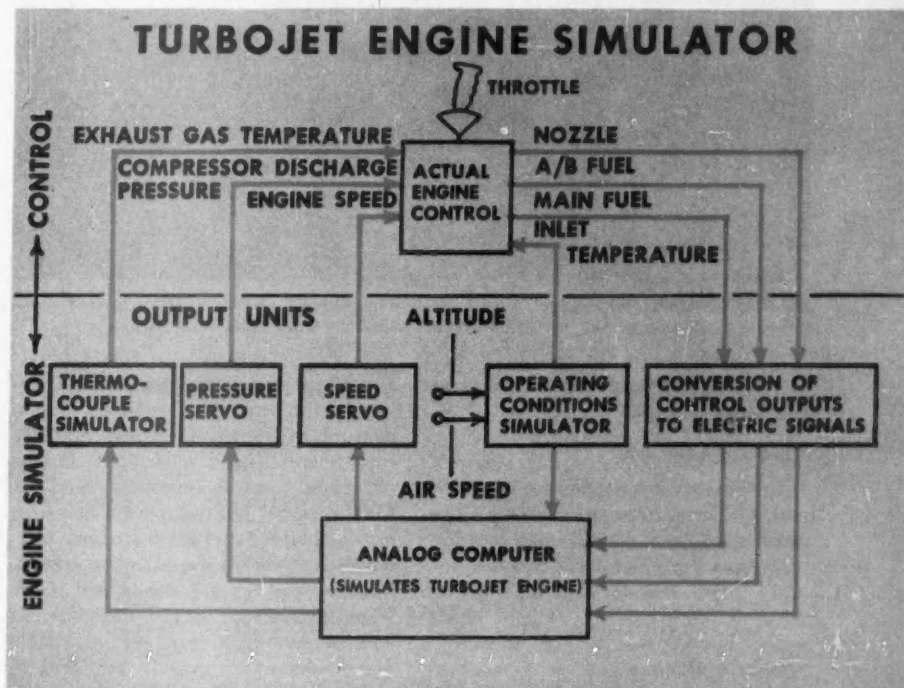 TURBOJET ENGINE SIMULATOR
THROTTLE
EXHAUST GAS TEMPERATURE
COMPRESSOR DISCHARGE
PRESSURE
ENGINE SPEED
ACTUAL
ENGINE
CONTROL
NOZZLE
A/B FUEL
MAIN FUEL
INLET
TEMPERATURE
CONTROL
ENGINE SIMULATOR
OUTPUT UNITS
ALTITUDE
THERMO-
COUPLE
SIMULATOR
PRESSURE
SERVO
SPEED
SERVO
OPERATING
CONDITIONS
SIMULATOR
CONVERSION OF
CONTROL OUTPUTS
TO ELECTRIC SIGNALS
AIR SPEED
ANALOG COMPUTER
(SIMULATES TURBOJET ENGINE)